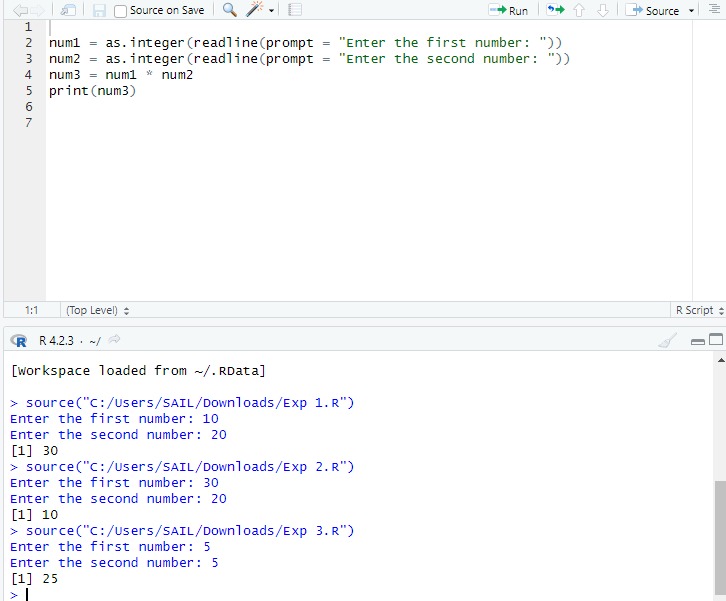 Source on Save
Run
Source
1
2 num1 = as.integer(readline(prompt = "Enter the first number: "))
3 num2 = as.integer(readline(prompt = "Enter the second number: "))
4 num3 = num1 * num2
5 print(num3)
6
7
1:1 (Top Level) R Script
R R 4.2.3 · ~/
[Workspace loaded from ~/.RData]
> source("C:/Users/SAIL/Downloads/Exp 1.R")
Enter the first number: 10
Enter the second number: 20
[1] 30
> source("C:/Users/SAIL/Downloads/Exp 2.R")
Enter the first number: 30
Enter the second number: 20
[1] 10
> source("C:/Users/SAIL/Downloads/Exp 3.R")
Enter the first number: 5
Enter the second number: 5
[1] 25
>